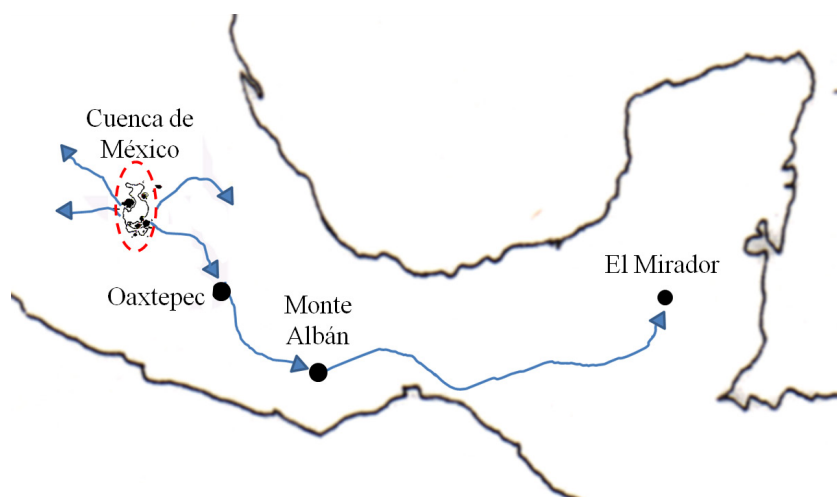 Cuenca de
México
Oaxtepec
Monte
Albán
El Mirador